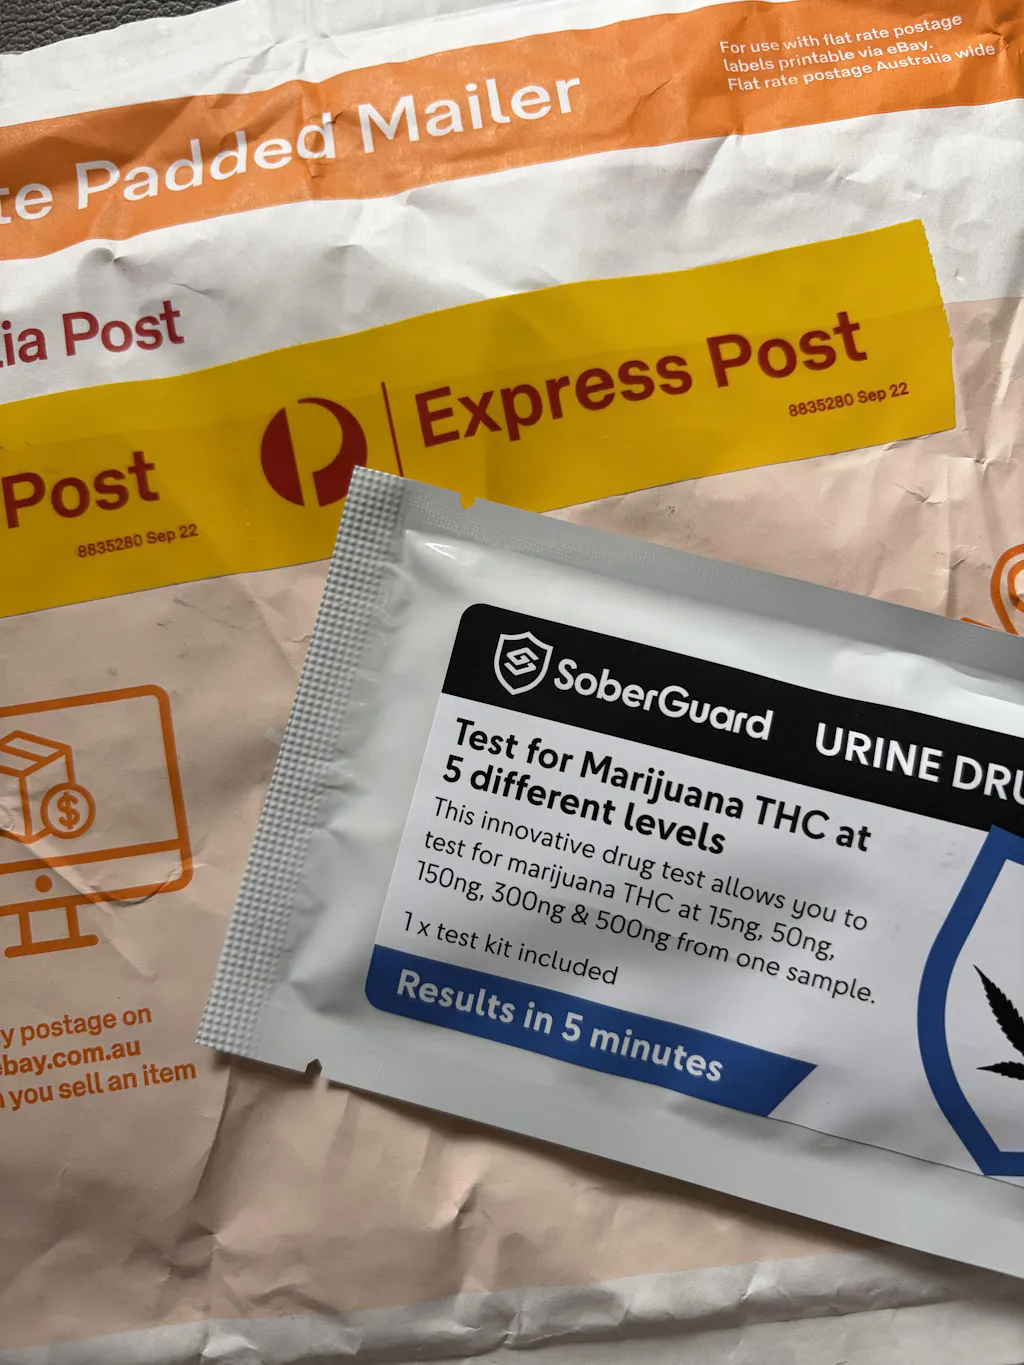 te Padded Mailer
For use with flat rate postage
labels printable via eBay.
Flat rate postage Australia wide
ia Post
Express Post
8835280 Sep 22
Post
8835280 Sep 22
SoberGuard URINE DRU
Test for Marijuana THC at
5 different levels
This innovative drug test allows you to
test for marijuana THC at 15ng, 50ng,
150ng, 300ng & 500ng from one sample.
1 x test kit included
Results in 5 minutes
$
y postage on
ebay.com.au
you sell an item